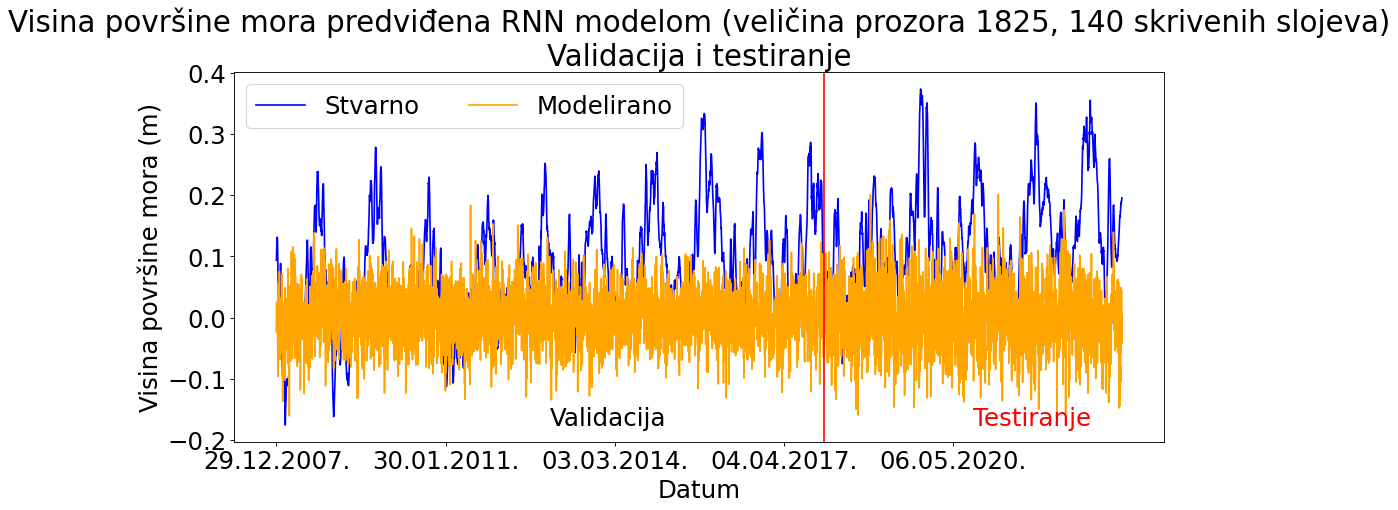 Visina površine mora predviđena RNN modelom (veličina prozora 1825, 140 skrivenih slojeva)
Validacija i testiranje
Stvarno
Modelirano
Visina površine mora (m)
0.4
0.3
0.2
0.1
0.0
−0.1
−0.2
Validacija
Testiranje
29.12.2007.
30.01.2011.
03.03.2014.
04.04.2017.
06.05.2020.
Datum